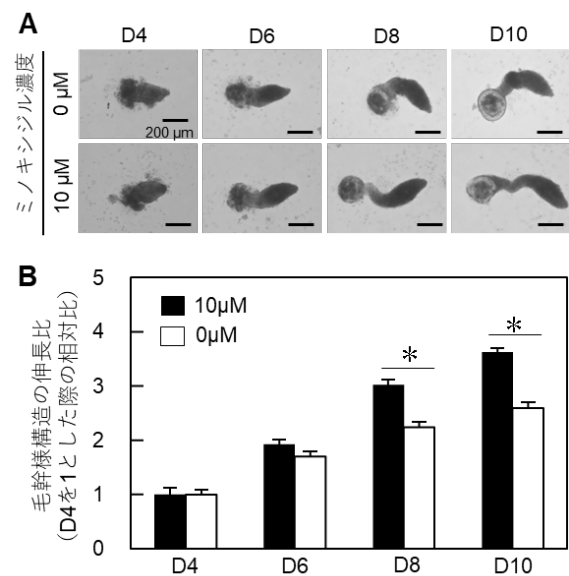 A
D4 D6 D8 D10
ミノキシジル濃度
0 μM
200 μm
10 μM
B
毛幹様構造の伸長比
(D4を1とした際の相対比)
5
4
3
2
1
0
10μM
0μM
* *
D4 D6 D8 D10